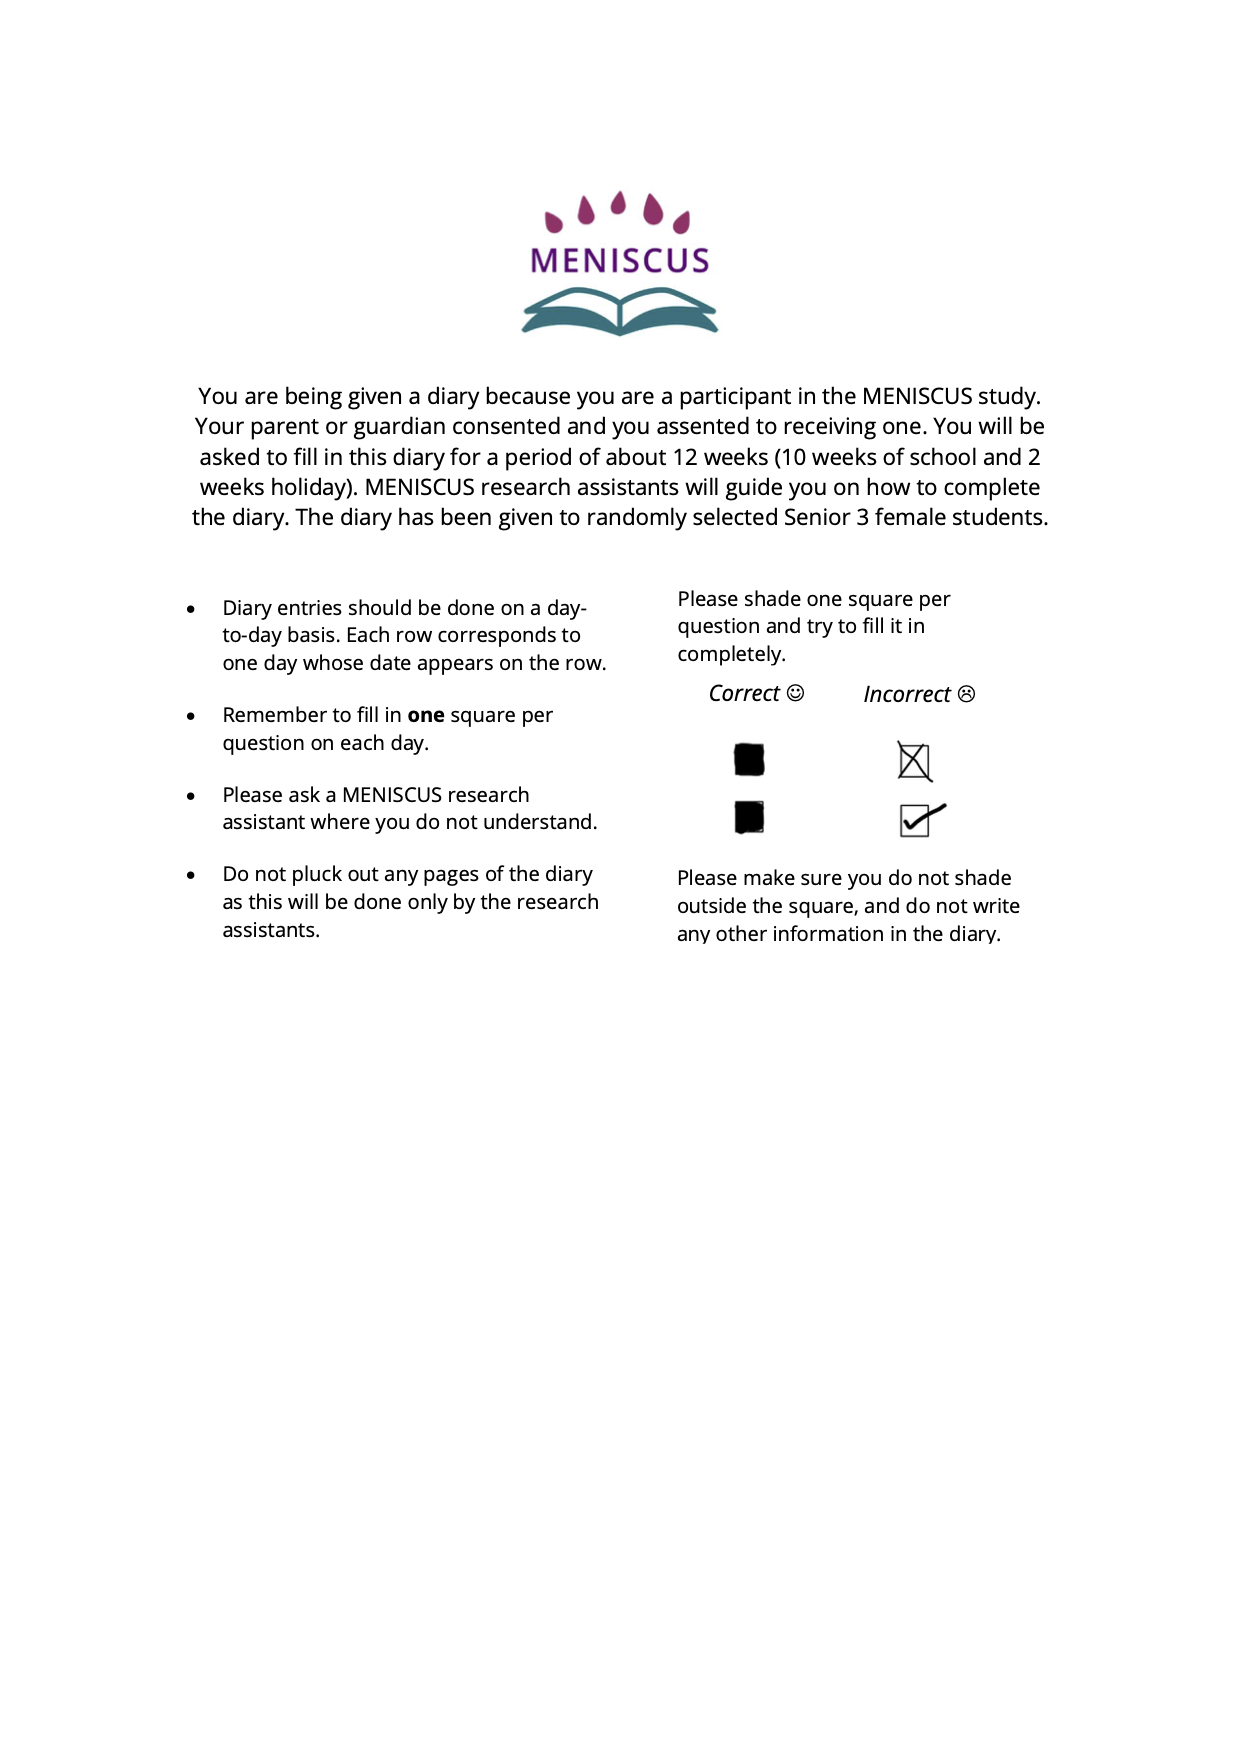 MENISCUS
You are being given a diary because you are a participant in the MENISCUS study.
Your parent or guardian consented and you assented to receiving one. You will be
asked to fill in this diary for a period of about 12 weeks (10 weeks of school and 2
weeks holiday). MENISCUS research assistants will guide you on how to complete
the diary. The diary has been given to randomly selected Senior 3 female students.
• Diary entries should be done on a day-
to-day basis. Each row corresponds to
one day whose date appears on the row.
• Remember to fill in one square per
question on each day.
• Please ask a MENISCUS research
assistant where you do not understand.
• Do not pluck out any pages of the diary
as this will be done only by the research
assistants.
Please shade one square per
question and try to fill it in
completely.
Correct ☺ Incorrect ☹
Please make sure you do not shade
outside the square, and do not write
any other information in the diary.